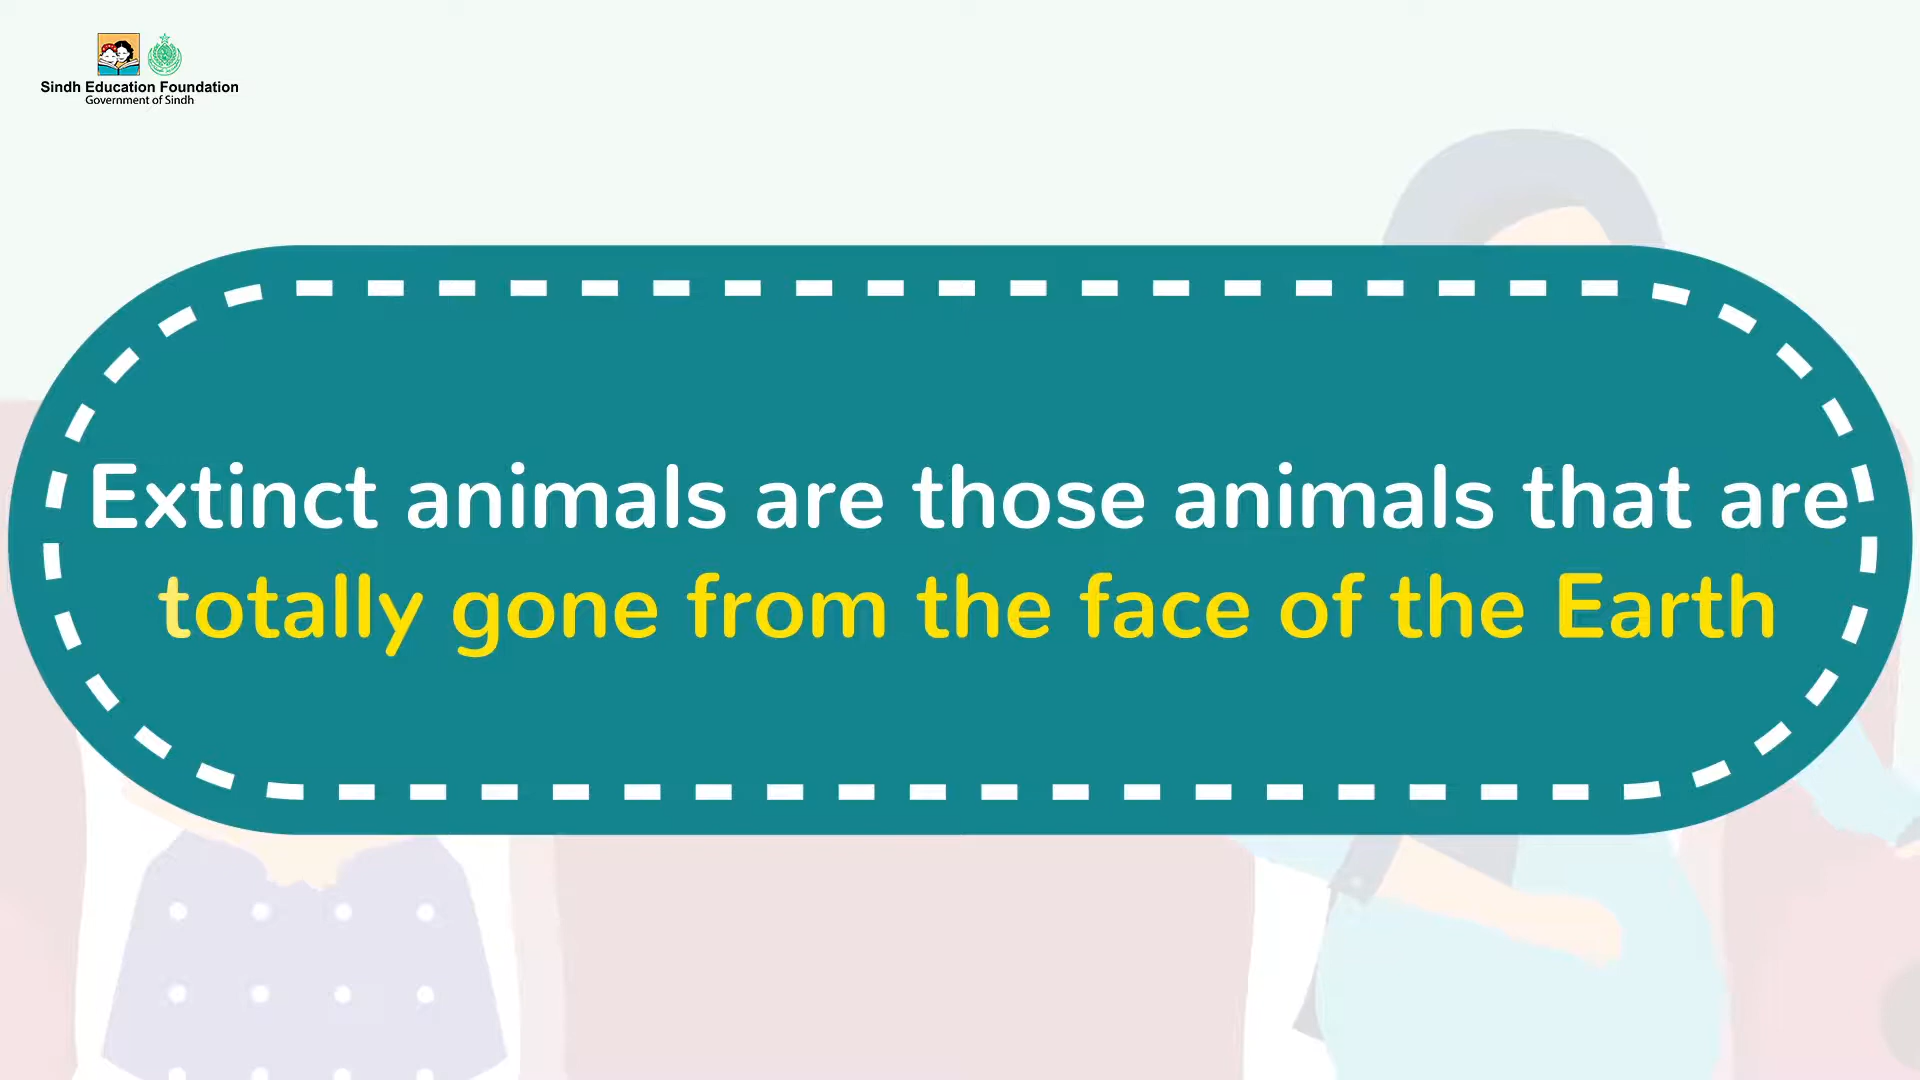 Sindh Education Foundation
Government of Sindh
Extinct animals are those animals that are
totally gone from the face of the Earth